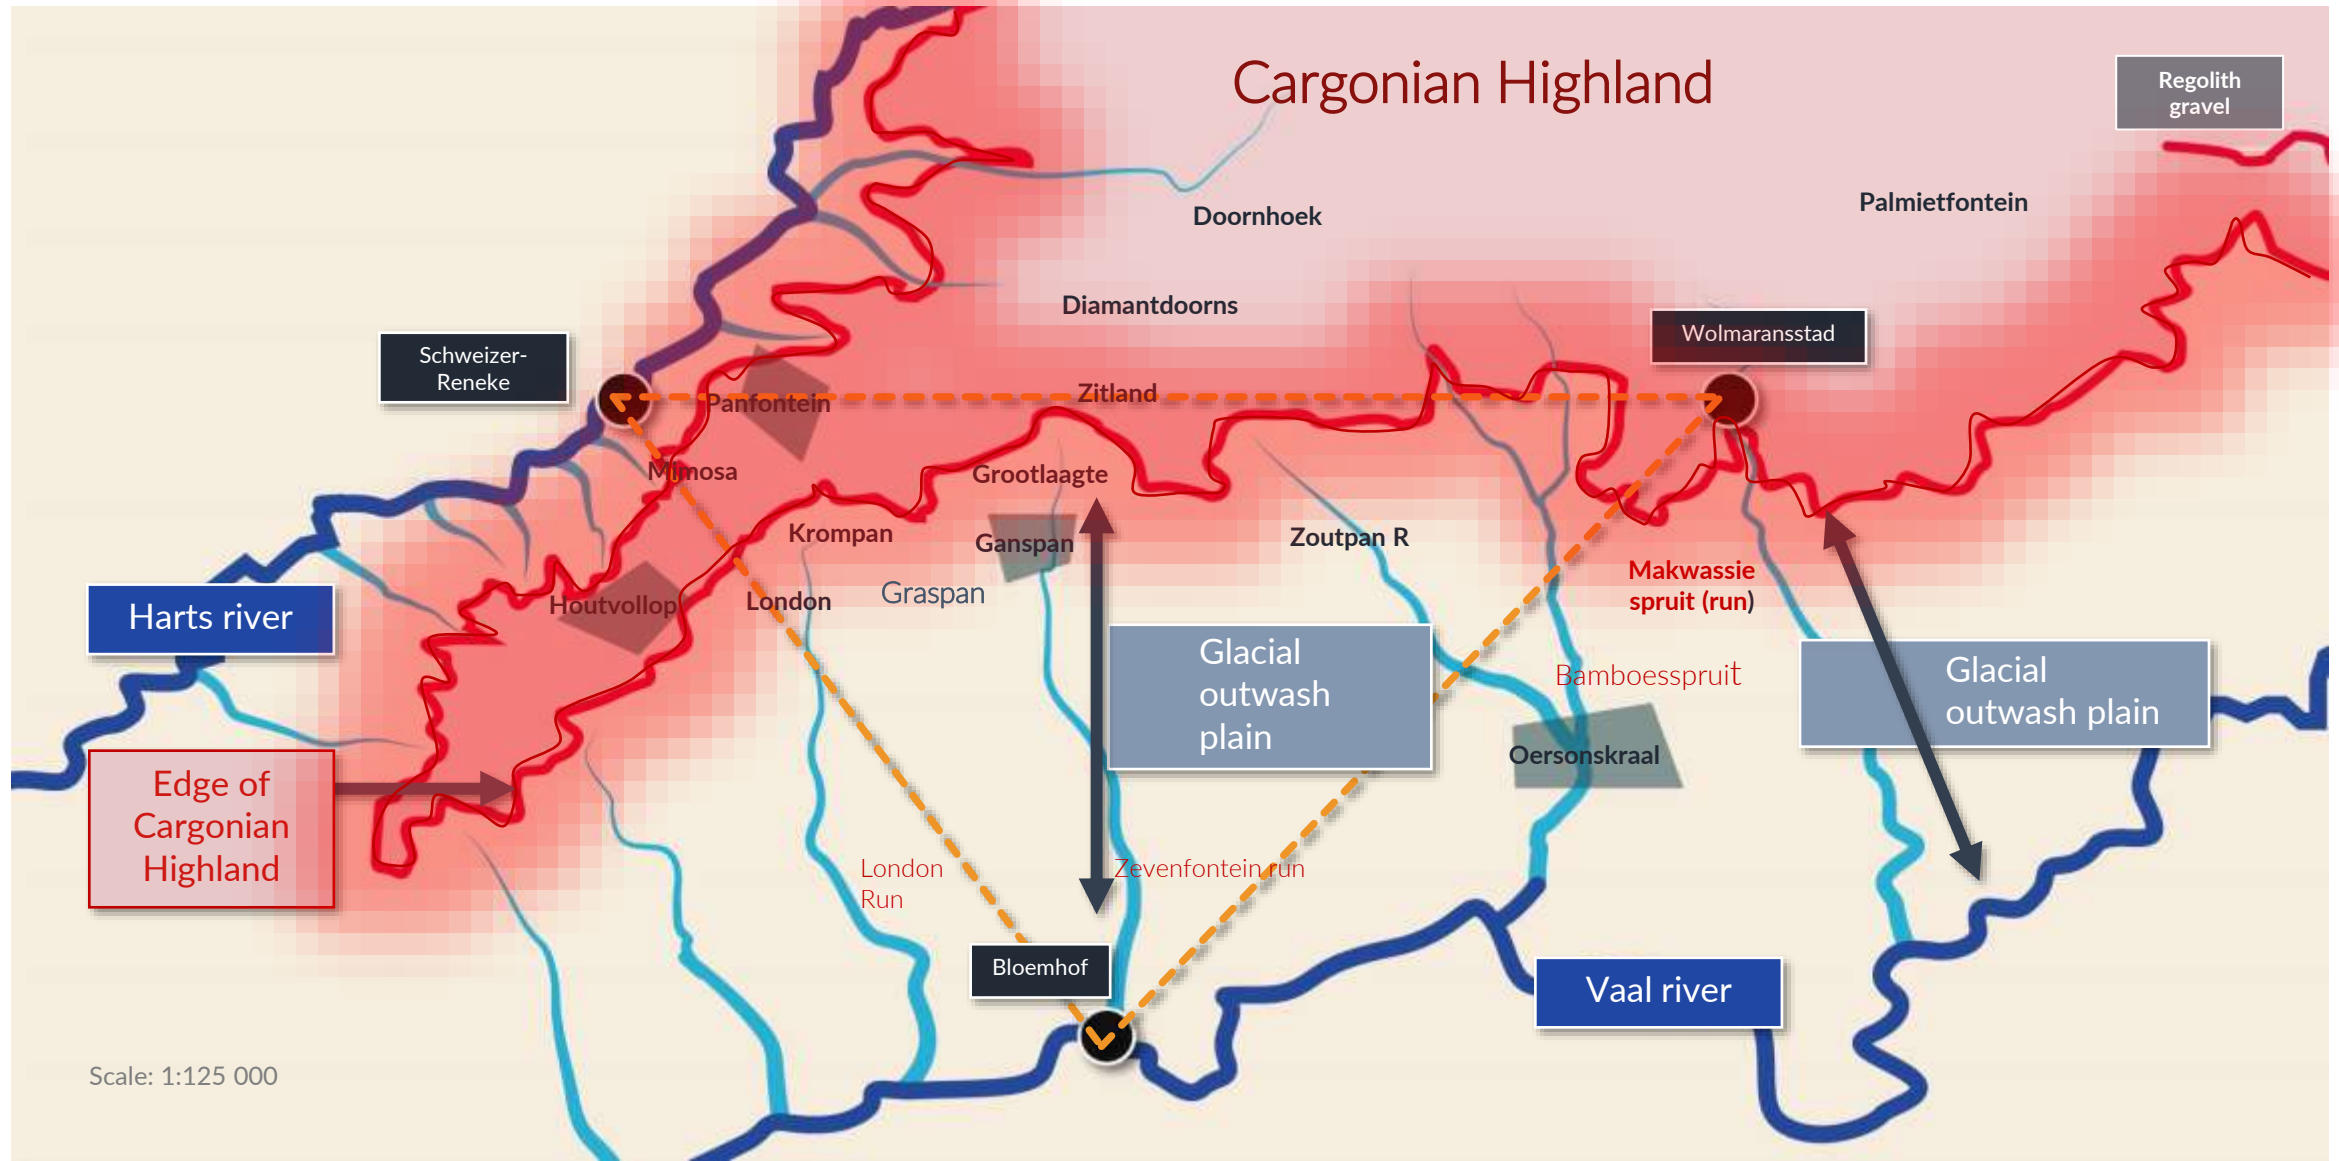 Cargonian Highland
Regolith
gravel
Palmietfontein
Doornhoek
Diamantdoorns
Wolmaransstad
Schweizer-
Reneke
Zitland
Panfontein
Mimosa
Grootlaagte
Krompan
Ganspan
Zoutpan R
Graspan
London
Houtvollop
Makwassie
spruit (run)
Harts river
Glacial
outwash
plain
Bamboesspruit
Glacial
outwash plain
Oersonskraal
Edge of
Cargonian
Highland
London
Run
Zevenfontein run
Bloemhof
Vaal river
Scale: 1:125 000